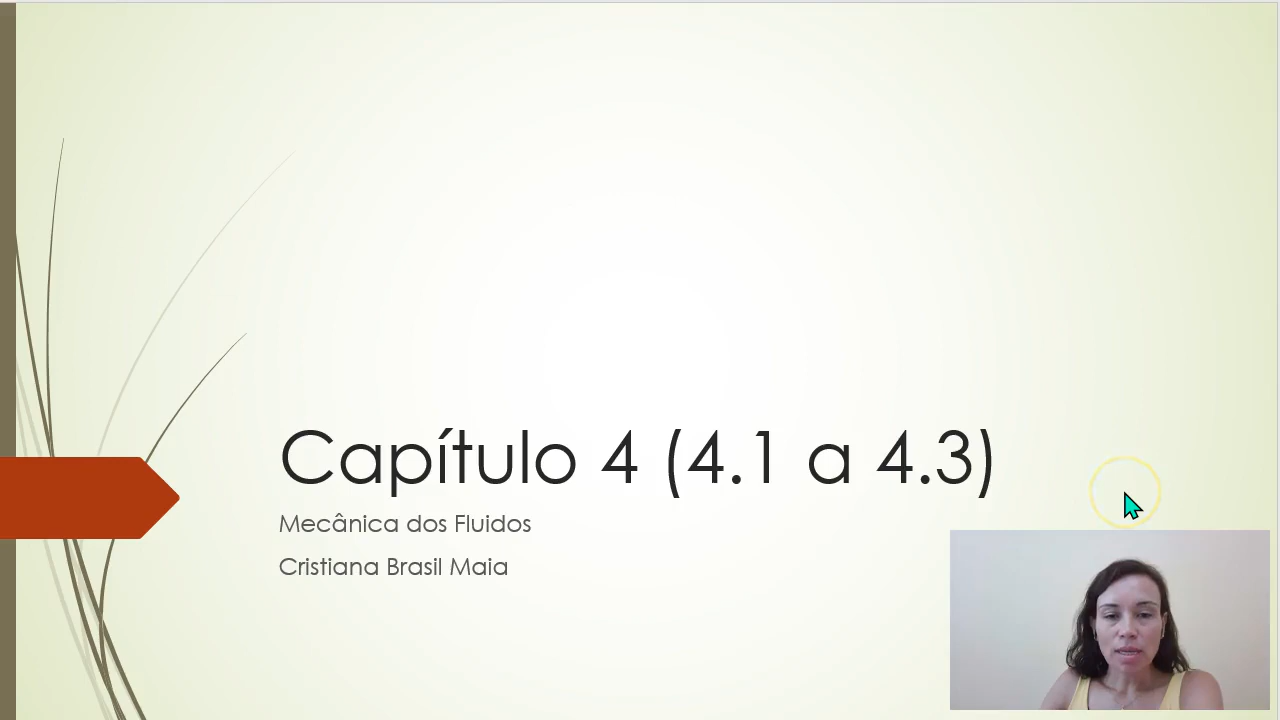 Capítulo 4 (4.1 a 4.3)
Mecânica dos Fluidos
Cristiana Brasil Maia